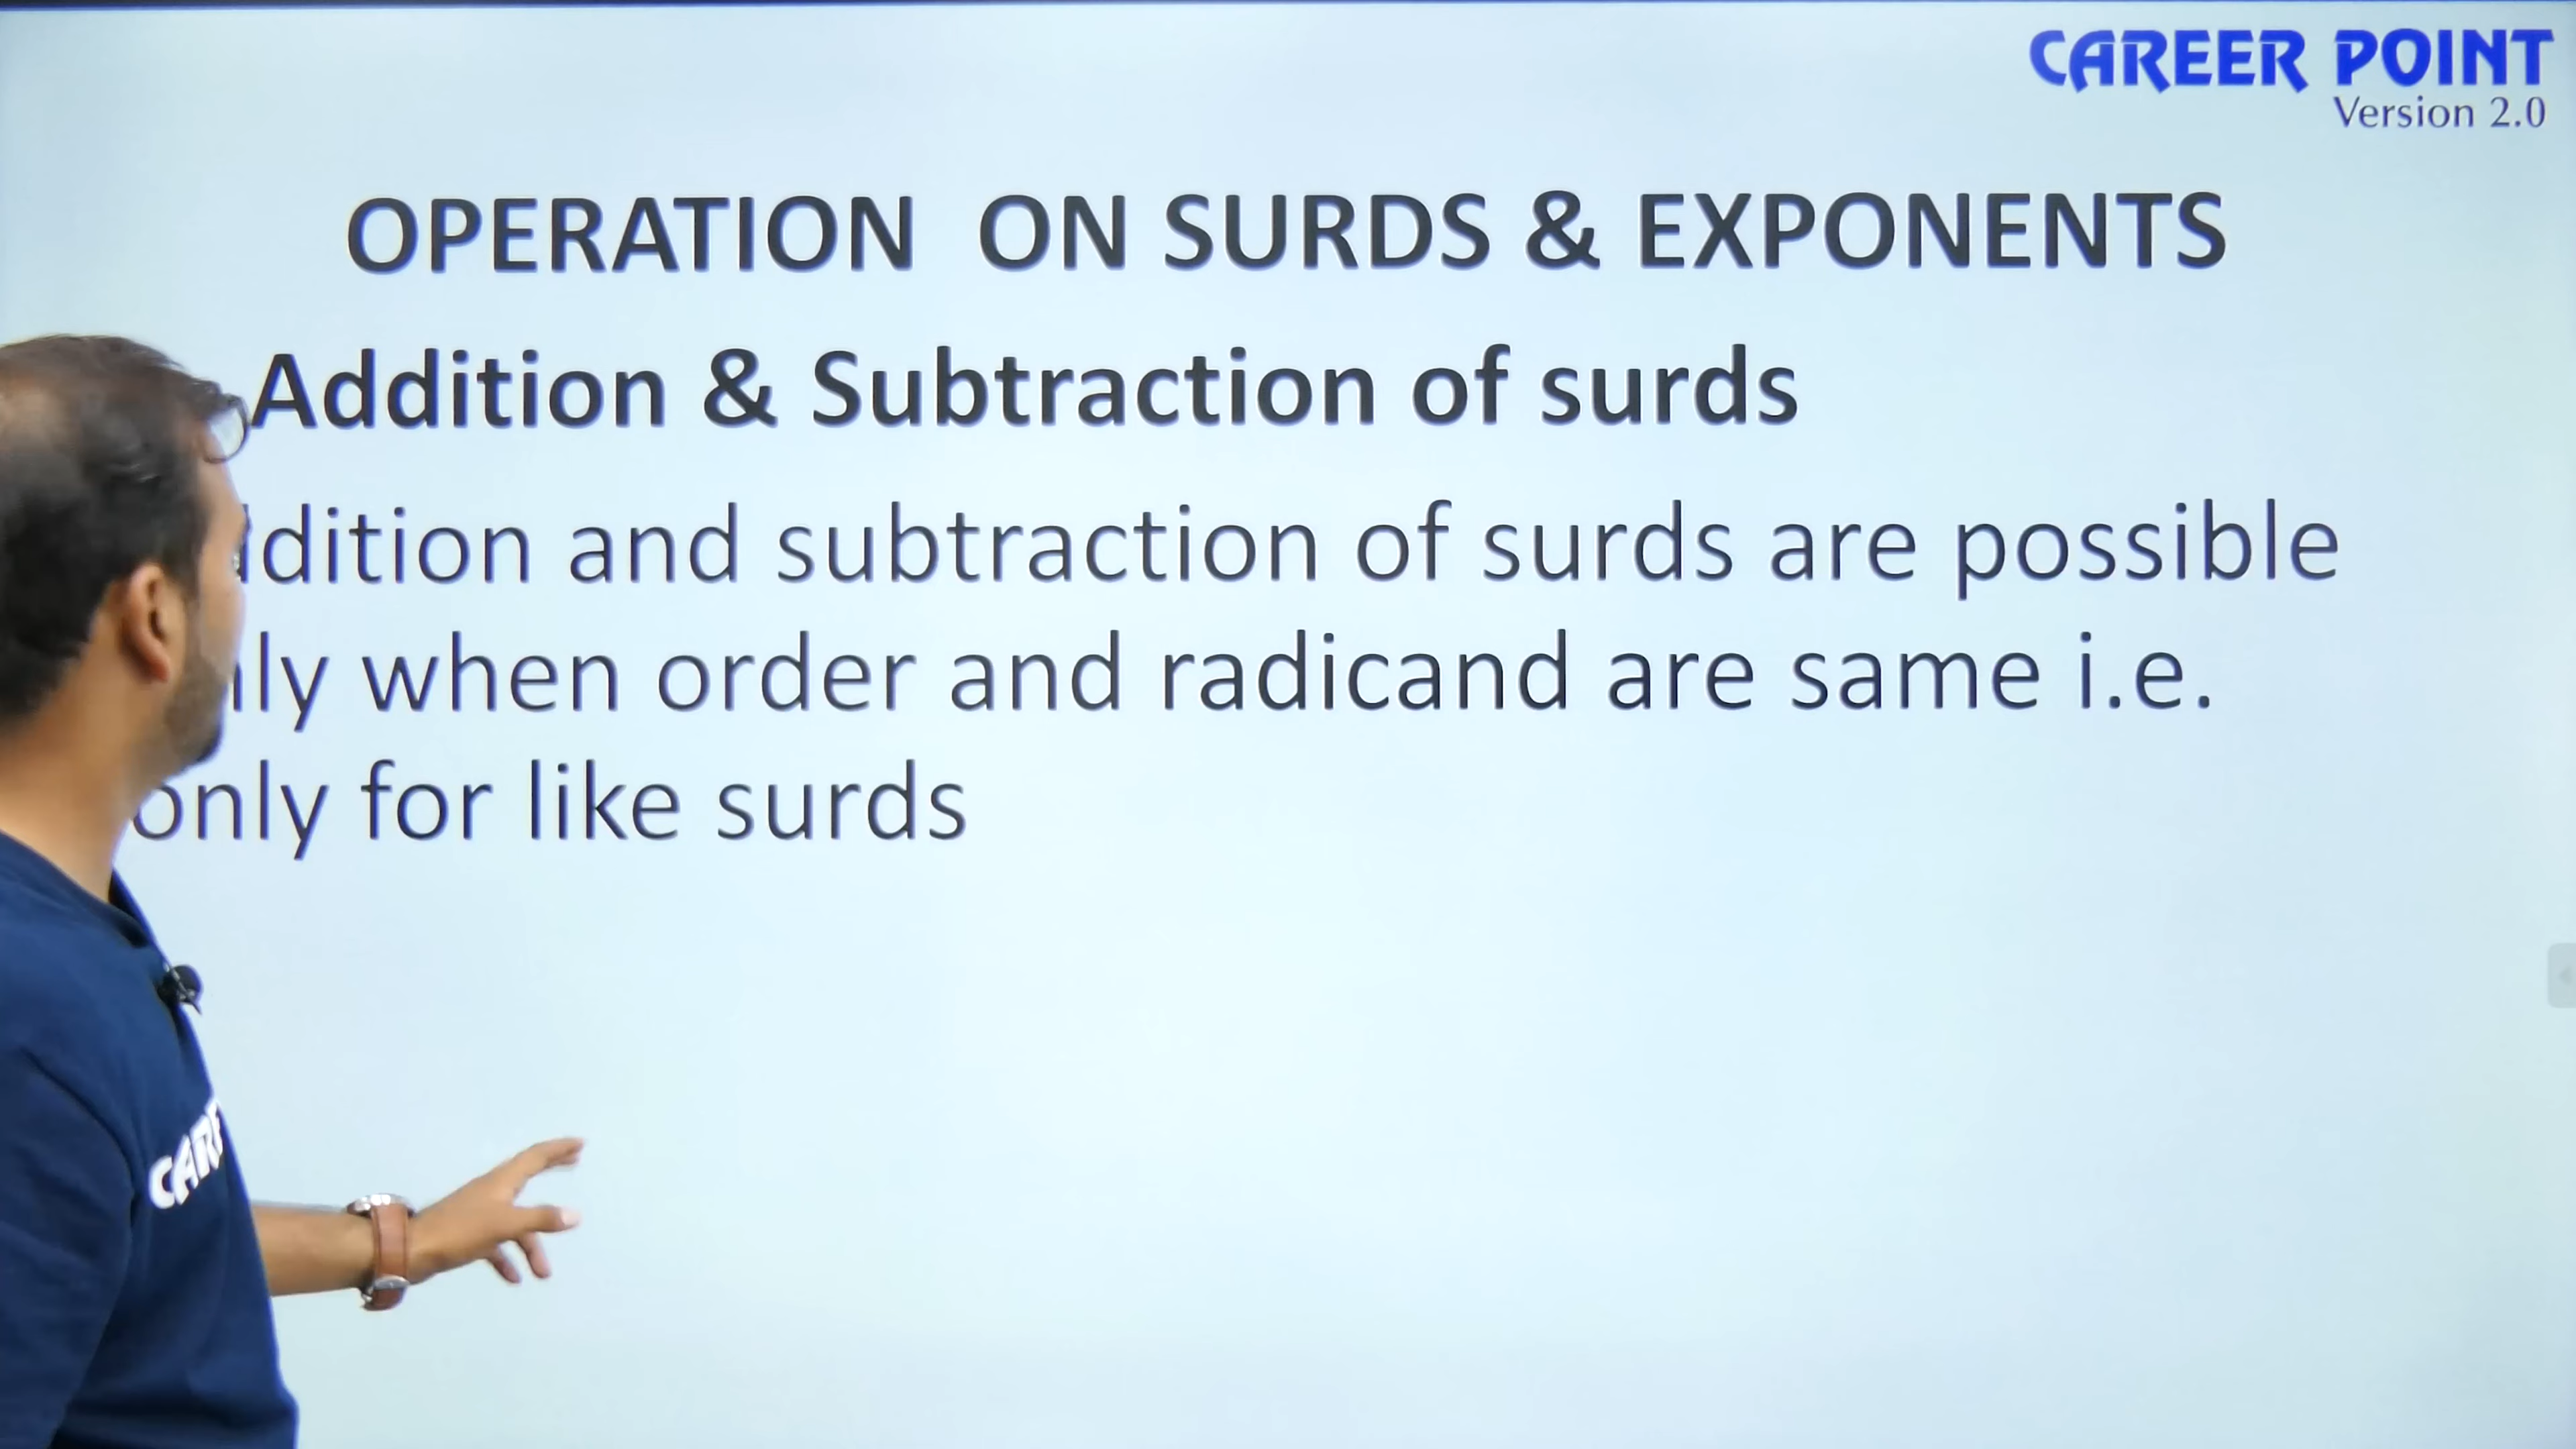 CAREER POINT
Version 2.0
OPERATION ON SURDS & EXPONENTS
Addition & Subtraction of surds
dition and subtraction of surds are possible
ly when order and radicand are same i.e.
only for like surds
CARE